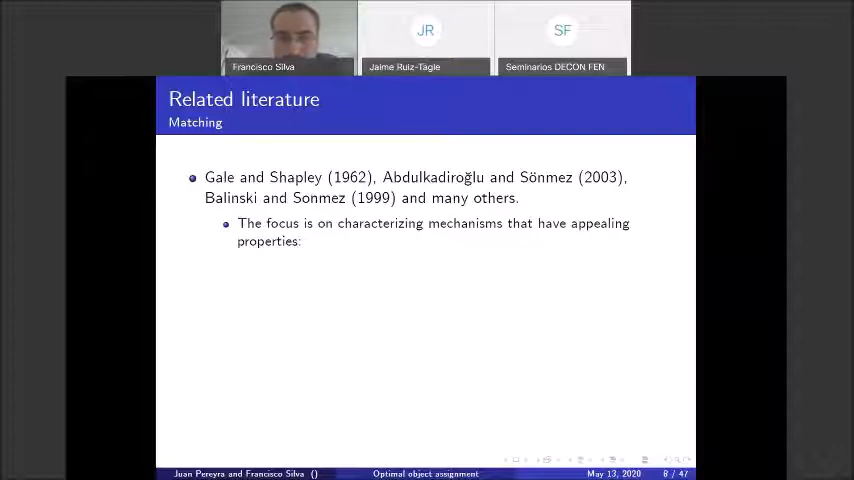 JR
SF
Francisco Silva
Jaime Ruiz-Tagle
Seminarios DECON FEN
Related literature
Matching
Gale and Shapley (1962), Abdulkadiroğlu and Sönmez (2003),
Balinski and Sonmez (1999) and many others.
The focus is on characterizing mechanisms that have appealing
properties:
Juan Pereyra and Francisco Silva ()
Optimal object assignment
May 13, 2020
8 / 47